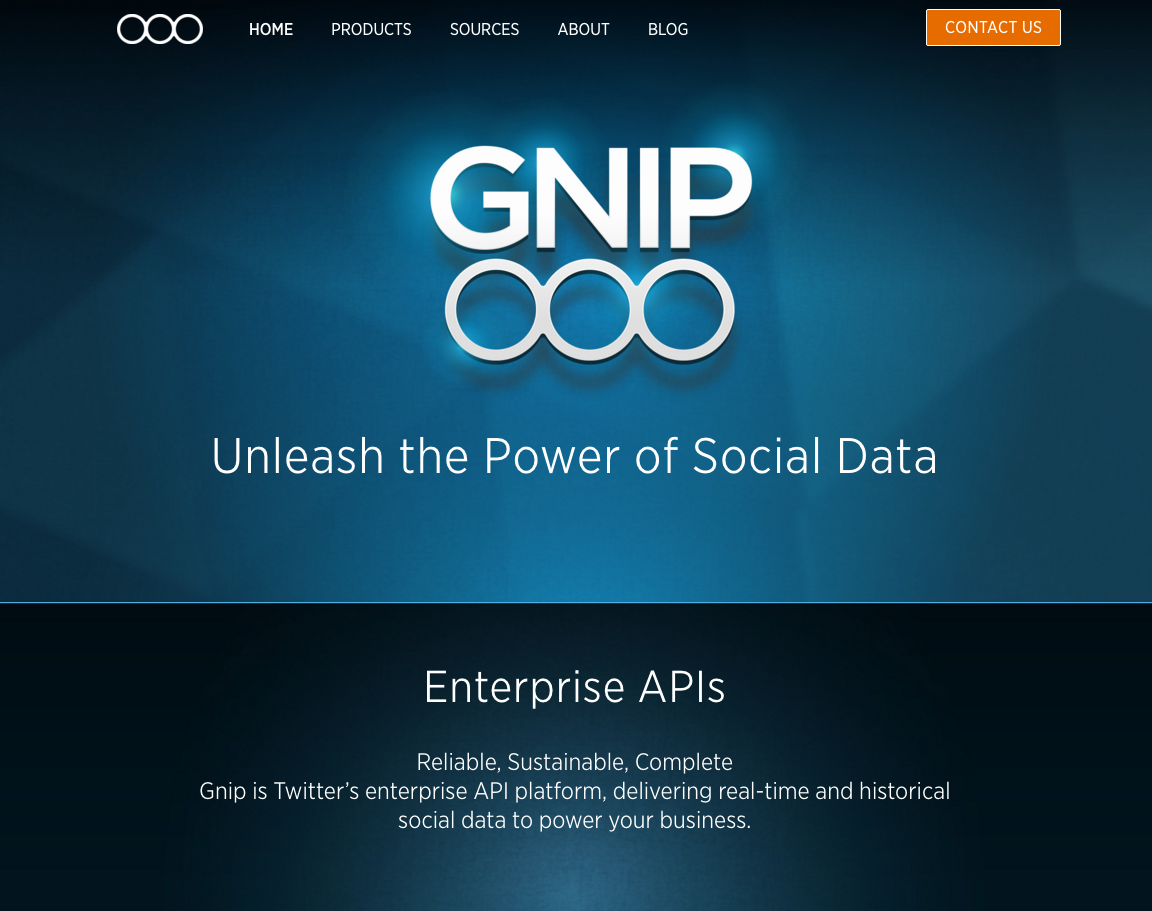 HOME PRODUCTS SOURCES ABOUT BLOG CONTACT US
GNIP
Unleash the Power of Social Data
Enterprise APIs
Reliable, Sustainable, Complete
Gnip is Twitter’s enterprise API platform, delivering real-time and historical
social data to power your business.